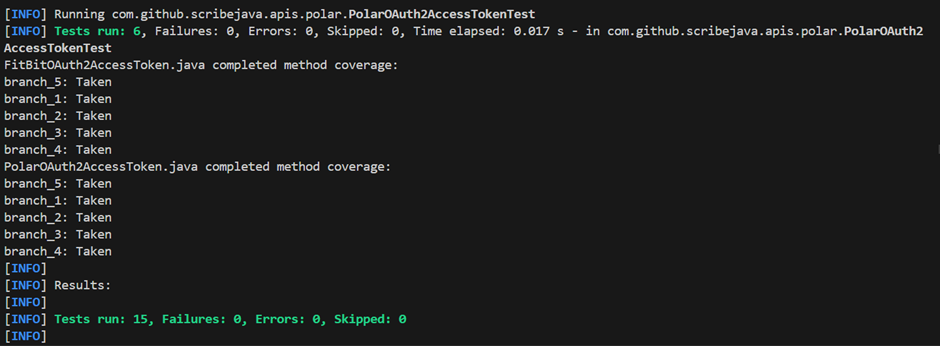 [INFO] Running com.github.scribejava.apis.polar.PolarOAuth2AccessTokenTest
[INFO] Tests run: 6, Failures: 0, Errors: 0, Skipped: 0, Time elapsed: 0.017 s - in com.github.scribejava.apis.polar.PolarOAuth2
AccessTokenTest
FitBitOAuth2AccessToken.java completed method coverage:
branch_5: Taken
branch_1: Taken
branch_2: Taken
branch_3: Taken
branch_4: Taken
PolarOAuth2AccessToken.java completed method coverage:
branch_5: Taken
branch_1: Taken
branch_2: Taken
branch_3: Taken
branch_4: Taken
[INFO]
[INFO] Results:
[INFO]
[INFO] Tests run: 15, Failures: 0, Errors: 0, Skipped: 0
[INFO]